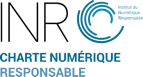 INR
Institut du
Numérique
Responsable
CHARTE NUMÉRIQUE
RESPONSABLE